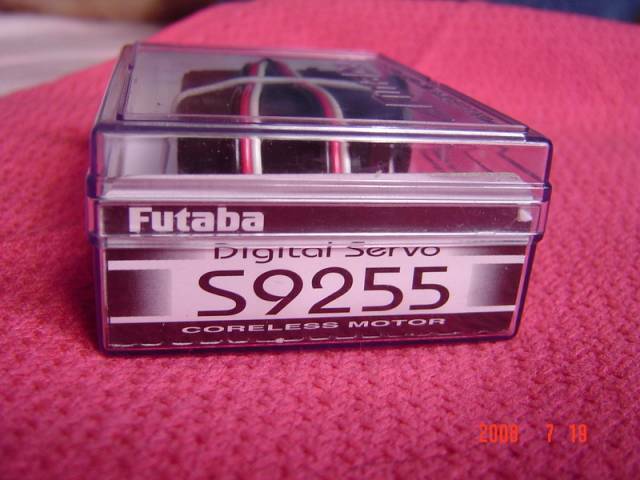 Futaba
Digital Servo
S9255
CORELESS MOTOR
2008 7 19